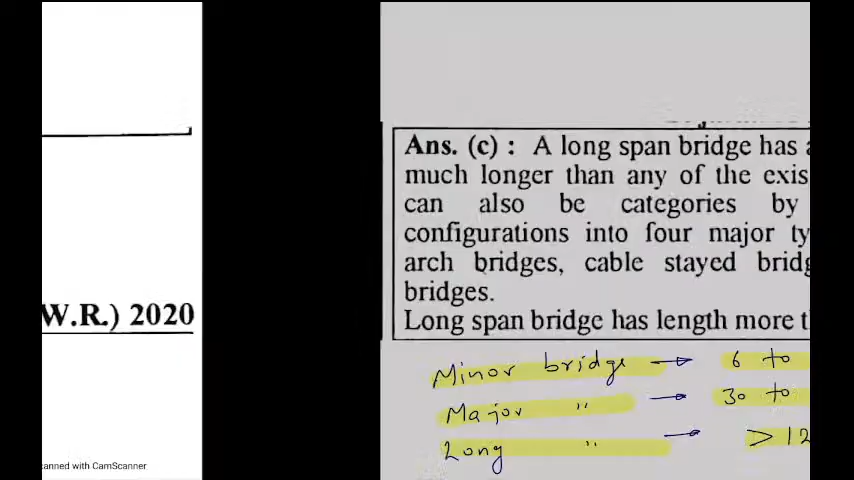 W.R.) 2020
canned with CamScanner
Ans. (c) : A long span bridge has
much longer than any of the exis
can also be categories by
configurations into four major ty
arch bridges, cable stayed bridg
bridges.
Long span bridge has length more t
Minor bridge → 6 to
Major " → 30 to
Long " → > 12